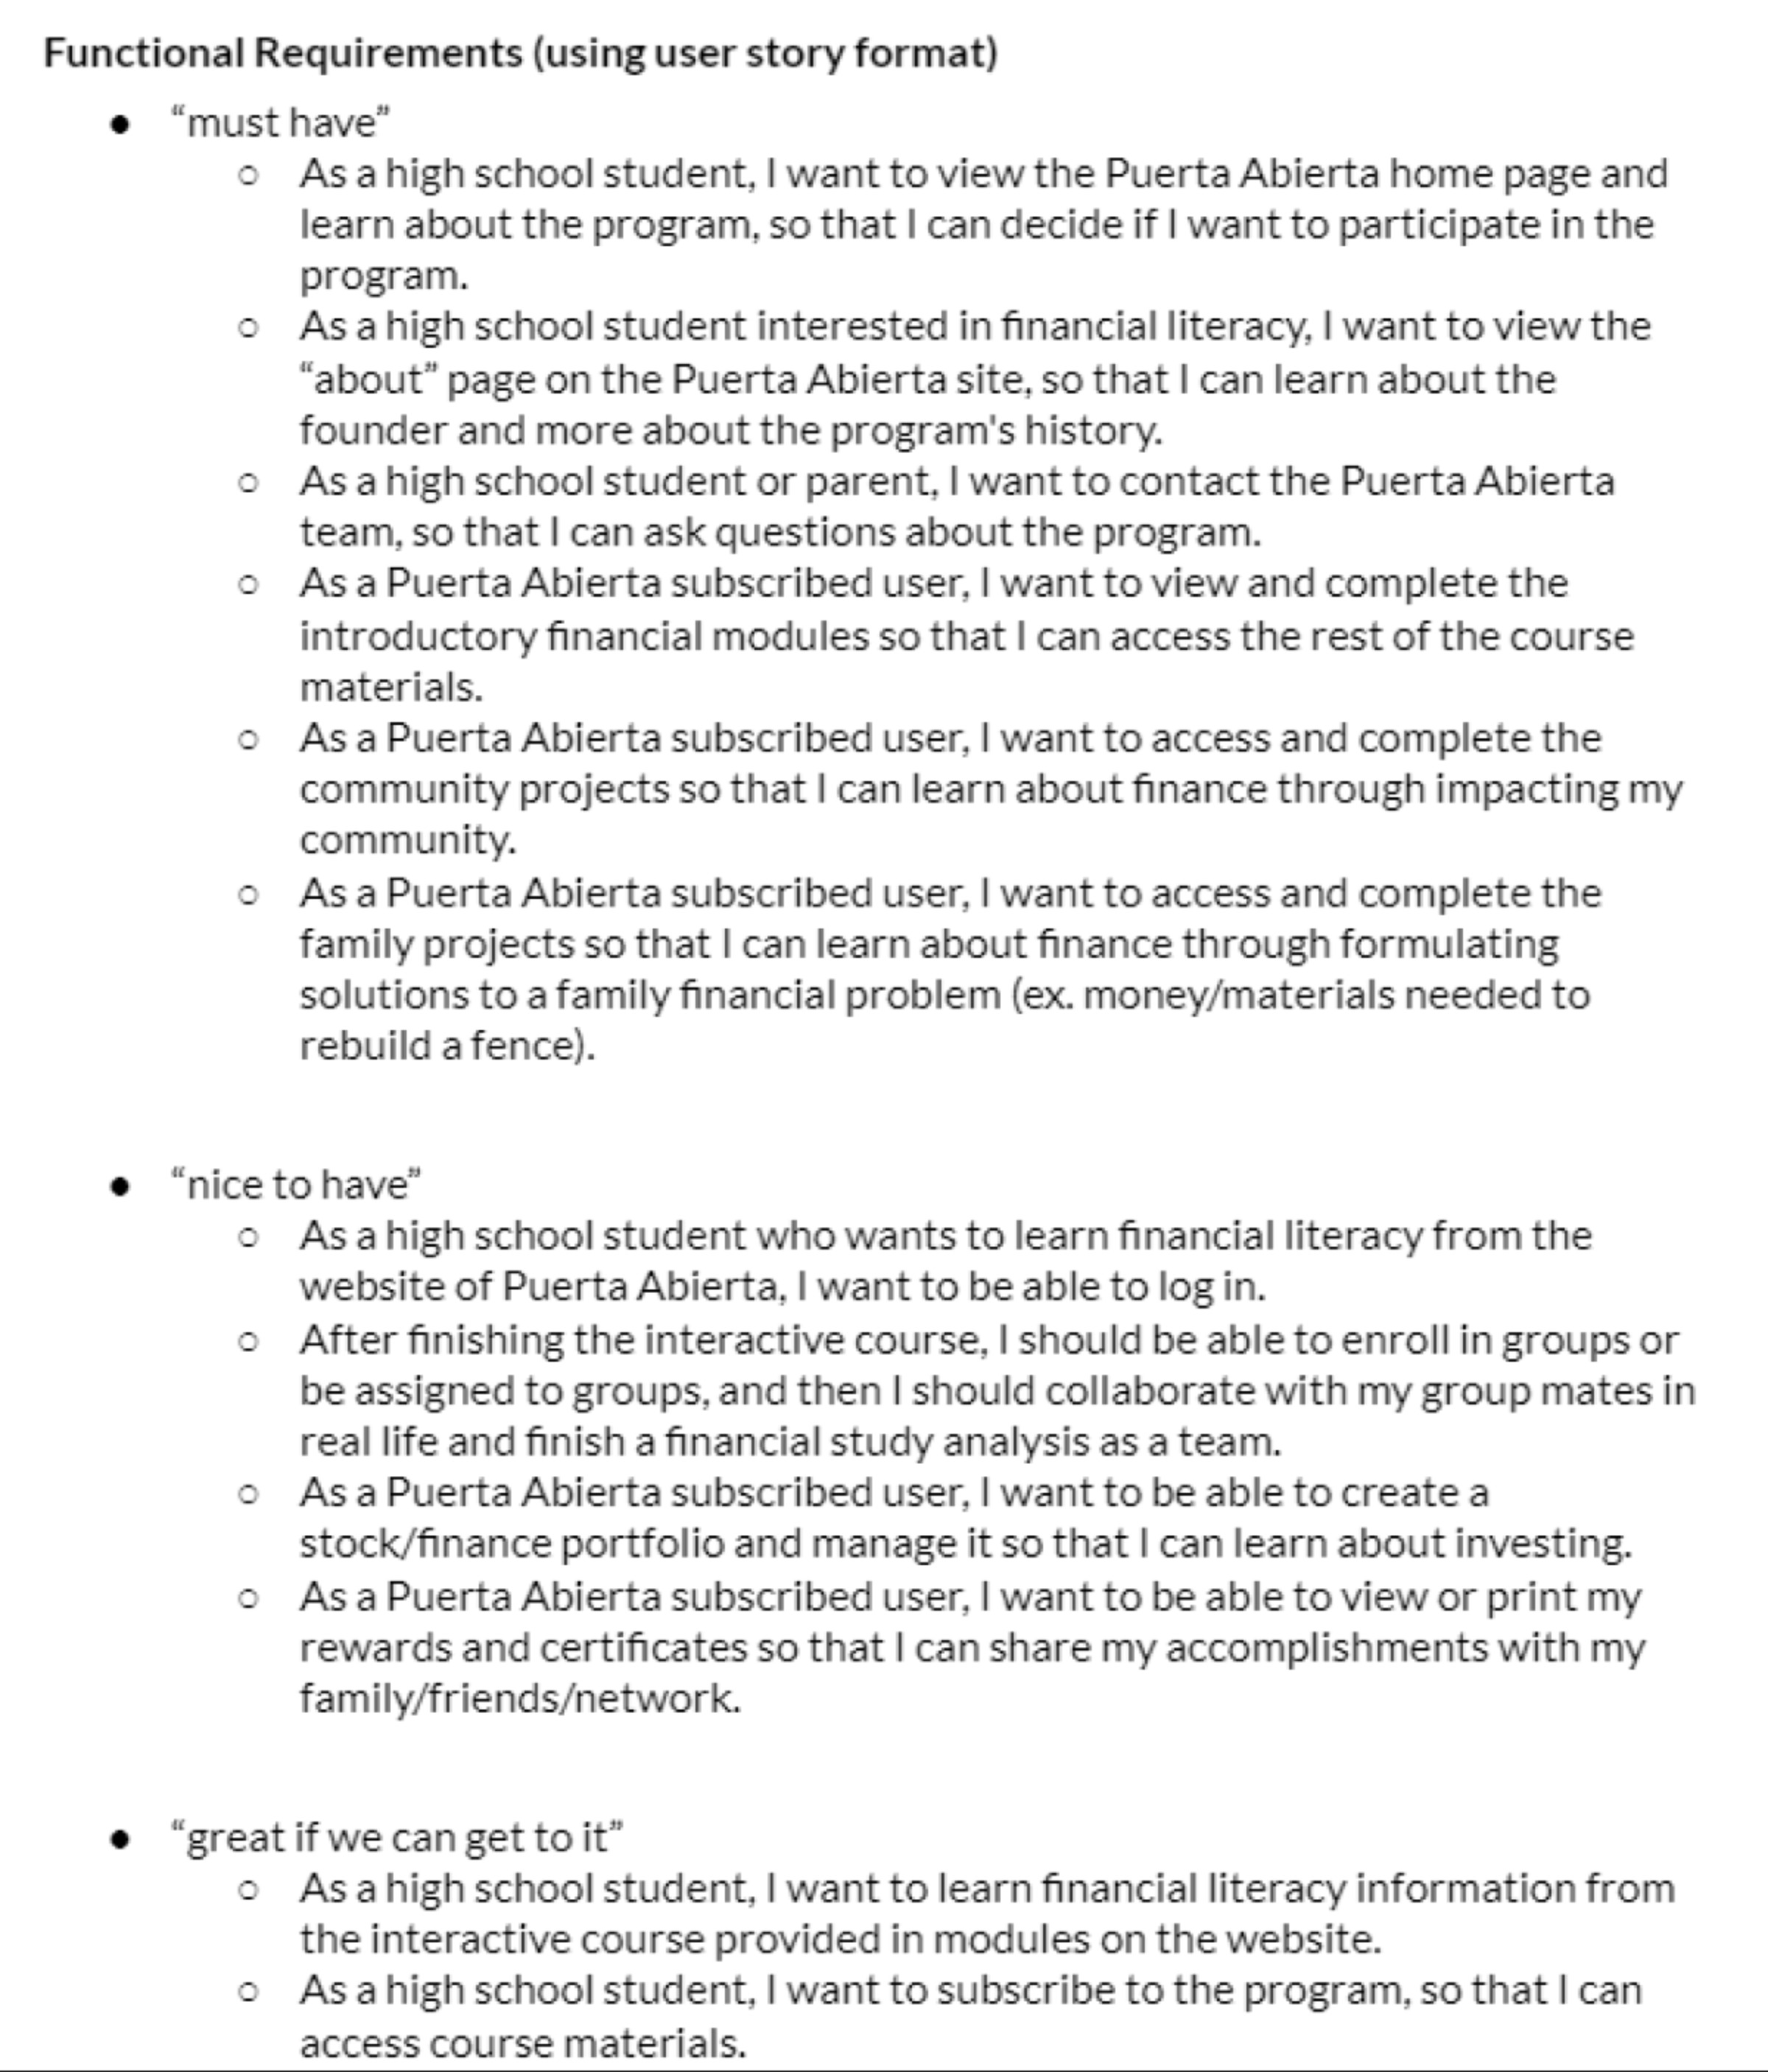 Functional Requirements (using user story format)
● “must have”
○ As a high school student, I want to view the Puerta Abierta home page and
learn about the program, so that I can decide if I want to participate in the
program.
○ As a high school student interested in financial literacy, I want to view the
“about” page on the Puerta Abierta site, so that I can learn about the
founder and more about the program's history.
○ As a high school student or parent, I want to contact the Puerta Abierta
team, so that I can ask questions about the program.
○ As a Puerta Abierta subscribed user, I want to view and complete the
introductory financial modules so that I can access the rest of the course
materials.
○ As a Puerta Abierta subscribed user, I want to access and complete the
community projects so that I can learn about finance through impacting my
community.
○ As a Puerta Abierta subscribed user, I want to access and complete the
family projects so that I can learn about finance through formulating
solutions to a family financial problem (ex. money/materials needed to
rebuild a fence).
● “nice to have”
○ As a high school student who wants to learn financial literacy from the
website of Puerta Abierta, I want to be able to log in.
○ After finishing the interactive course, I should be able to enroll in groups or
be assigned to groups, and then I should collaborate with my group mates in
real life and finish a financial study analysis as a team.
○ As a Puerta Abierta subscribed user, I want to be able to create a
stock/finance portfolio and manage it so that I can learn about investing.
○ As a Puerta Abierta subscribed user, I want to be able to view or print my
rewards and certificates so that I can share my accomplishments with my
family/friends/network.
● “great if we can get to it”
○ As a high school student, I want to learn financial literacy information from
the interactive course provided in modules on the website.
○ As a high school student, I want to subscribe to the program, so that I can
access course materials.